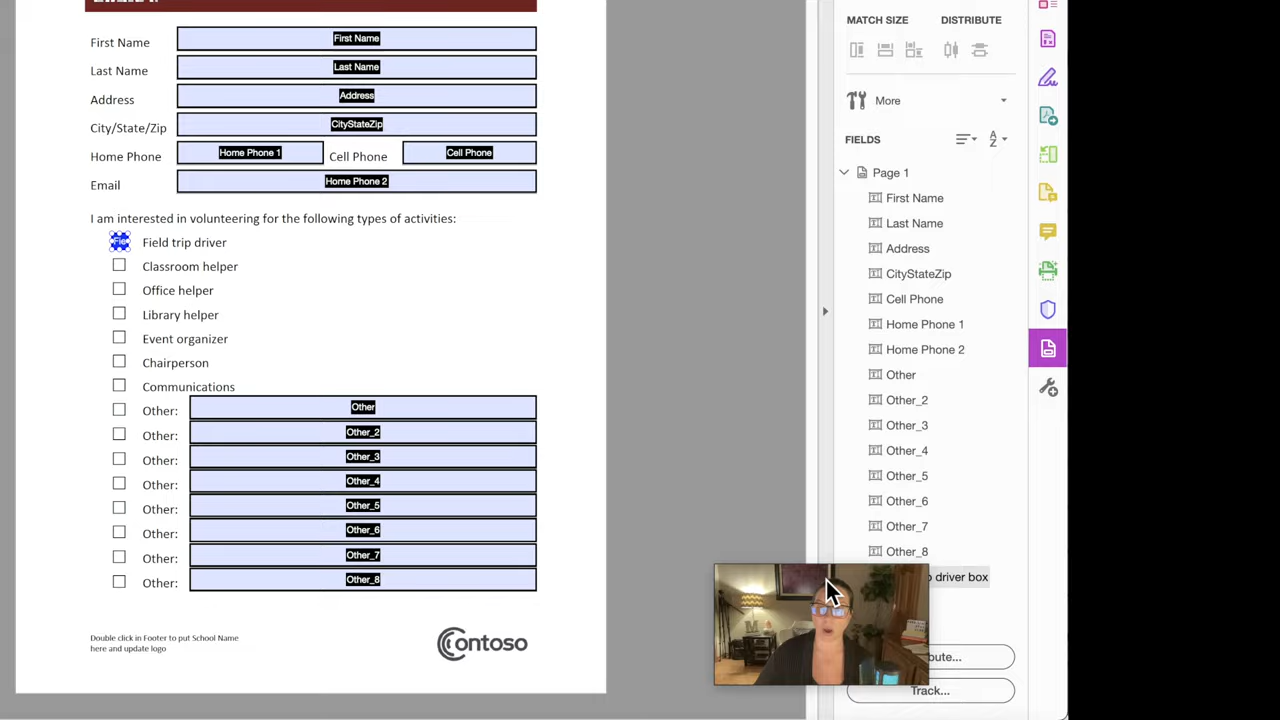 First Name First Name
Last Name Last Name
Address Address
City/State/Zip CityStateZip
Home Phone Home Phone 1 Cell Phone Cell Phone
Email Home Phone 2
I am interested in volunteering for the following types of activities:
Fie Field trip driver
Classroom helper
Office helper
Library helper
Event organizer
Chairperson
Communications
Other: Other
Other: Other_2
Other: Other_3
Other: Other_4
Other: Other_5
Other: Other_6
Other: Other_7
Other: Other_8
Double click in Footer to put School Name
here and update logo
Contoso
MATCH SIZE DISTRIBUTE
More
FIELDS
Page 1
First Name
Last Name
Address
CityStateZip
Cell Phone
Home Phone 1
Home Phone 2
Other
Other_2
Other_3
Other_4
Other_5
Other_6
Other_7
Other_8
driver box
bute...
Track...